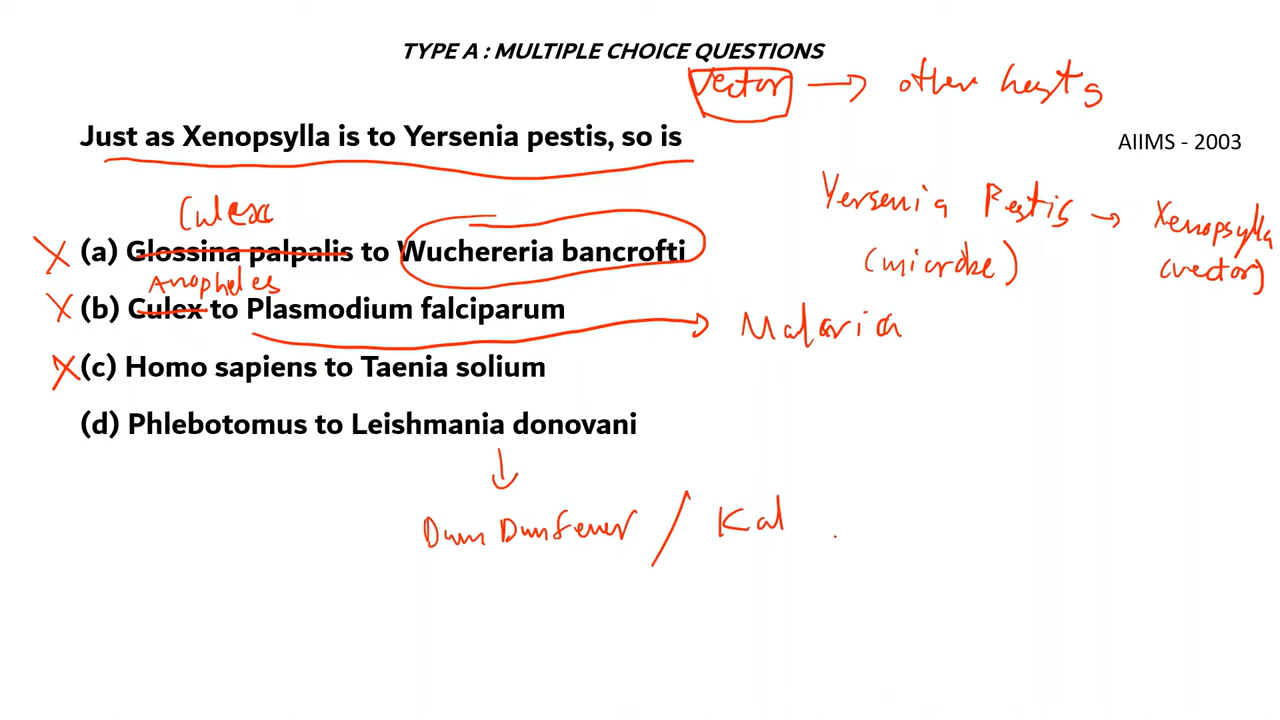 TYPE A : MULTIPLE CHOICE QUESTIONS
vector → other hosts
Just as Xenopsylla is to Yersenia pestis, so is
AIIMS - 2003
Yersenia Pestis → Xenopsylla
(microbe) (vector)
Culex
(a) Glossina palpalis to Wuchereria bancrofti
Anopheles
(b) Culex to Plasmodium falciparum
Malaria
(c) Homo sapiens to Taenia solium
(d) Phlebotomus to Leishmania donovani
Dum Dum fever / Kal